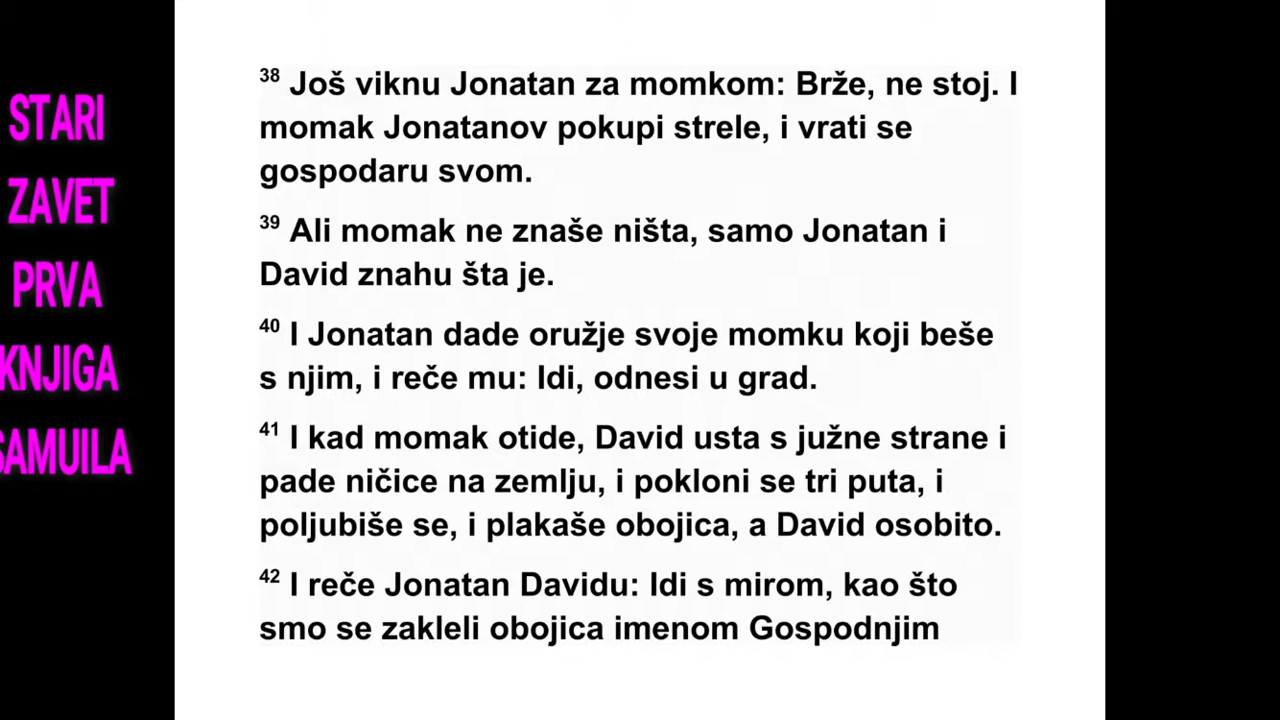 STARI
ZAVET
PRVA
KNJIGA
SAMUILA
38 Još viknu Jonatan za momkom: Brže, ne stoj. I
momak Jonatanov pokupi strele, i vrati se
gospodaru svom.
39 Ali momak ne znaše ništa, samo Jonatan i
David znahu šta je.
40 I Jonatan dade oružje svoje momku koji beše
s njim, i reče mu: Idi, odnesi u grad.
41 I kad momak otide, David usta s južne strane i
pade ničice na zemlju, i pokloni se tri puta, i
poljubiše se, i plakaše obojica, a David osobito.
42 I reče Jonatan Davidu: Idi s mirom, kao što
smo se zakleli obojica imenom Gospodnjim